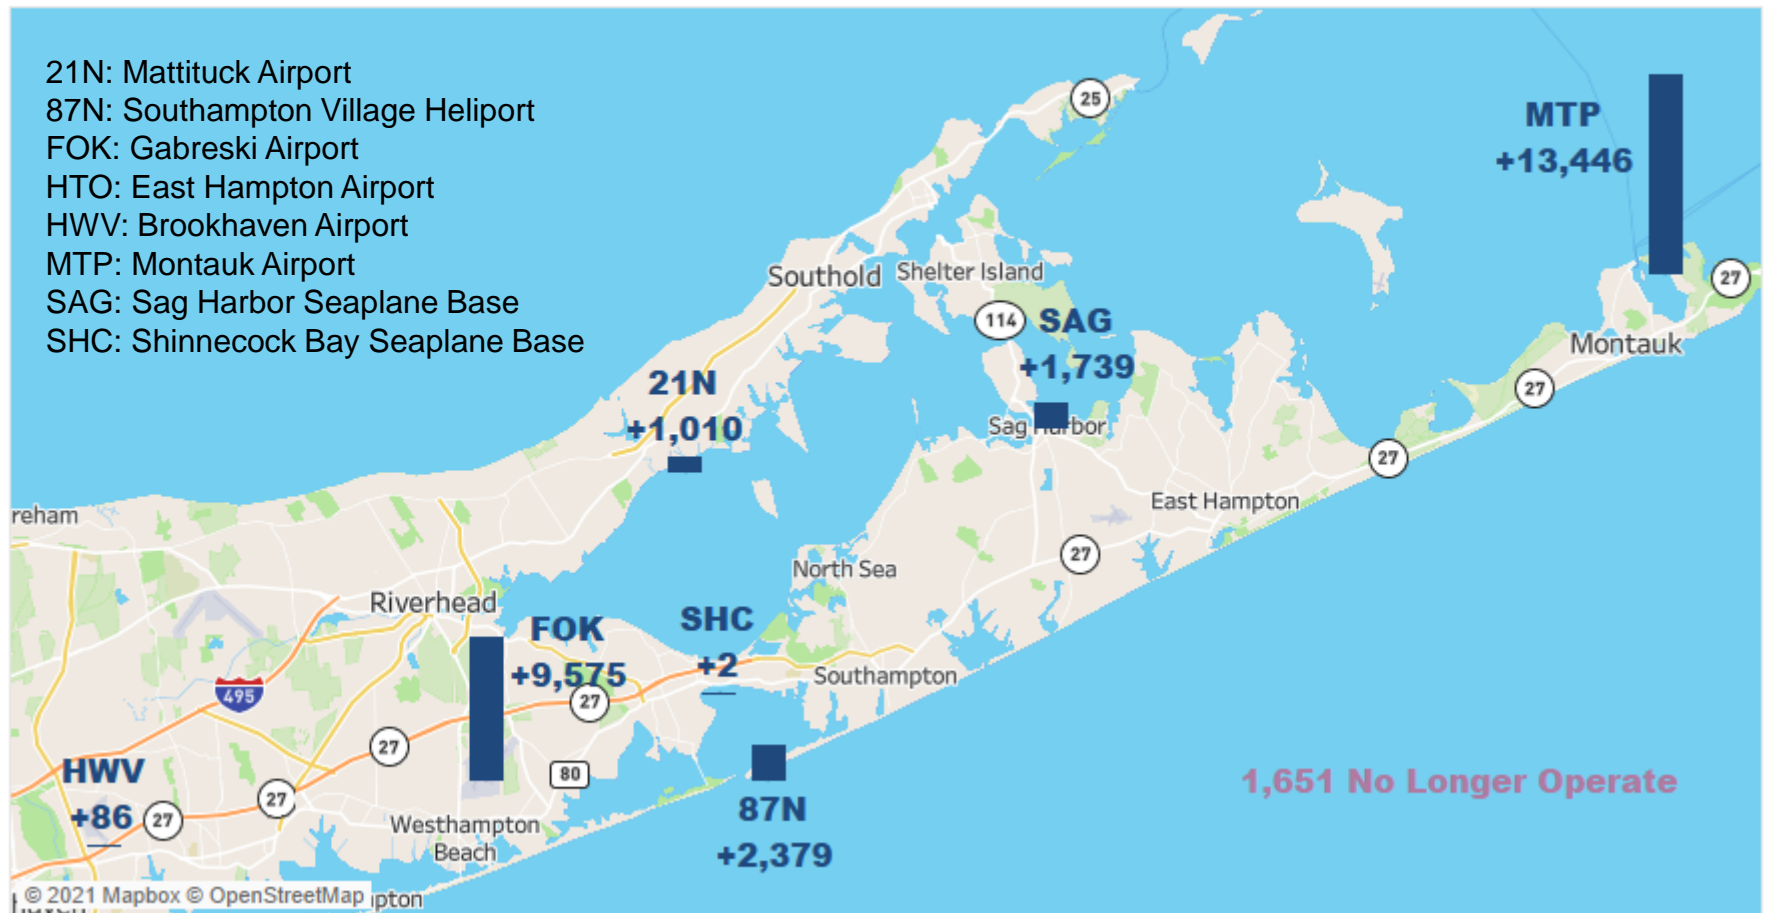 21N: Mattituck Airport
87N: Southampton Village Heliport
FOK: Gabreski Airport
HTO: East Hampton Airport
HWV: Brookhaven Airport
MTP: Montauk Airport
SAG: Sag Harbor Seaplane Base
SHC: Shinnecock Bay Seaplane Base
25
MTP
+13,446
Southold
Shelter Island
27
114
SAG
+1,739
Montauk
21N
+1,010
27
Sag Harbor
27
reham
East Hampton
27
North Sea
Riverhead
FOK
+9,575
SHC
+2
Southampton
495
27
27
80
HWV
+86
27
27
1,651 No Longer Operate
87N
+2,379
Westhampton
Beach
© 2021 Mapbox © OpenStreetMap
pton